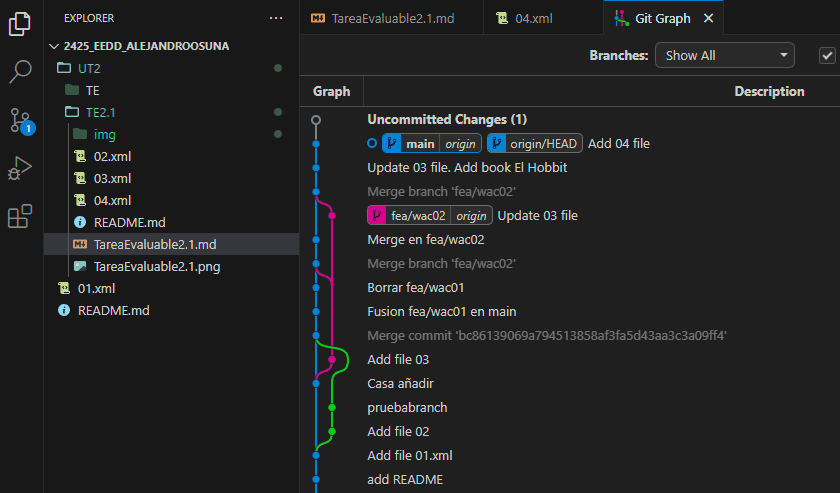 EXPLORER
2425_EEDD_ALEJANDROOSUNA
UT2
TE
TE2.1
img
02.xml
03.xml
04.xml
README.md
TareaEvaluable2.1.md
TareaEvaluable2.1.png
01.xml
README.md
1
TareaEvaluable2.1.md
04.xml
Git Graph
Branches: Show All
Graph Description
Uncommitted Changes (1)
main origin origin/HEAD Add 04 file
Update 03 file. Add book El Hobbit
Merge branch 'fea/wac02'
fea/wac02 origin Update 03 file
Merge en fea/wac02
Merge branch 'fea/wac02'
Borrar fea/wac01
Fusion fea/wac01 en main
Merge commit 'bc86139069a794513858af3fa5d43aa3c3a09ff4'
Add file 03
Casa añadir
pruebabranch
Add file 02
Add file 01.xml
add README